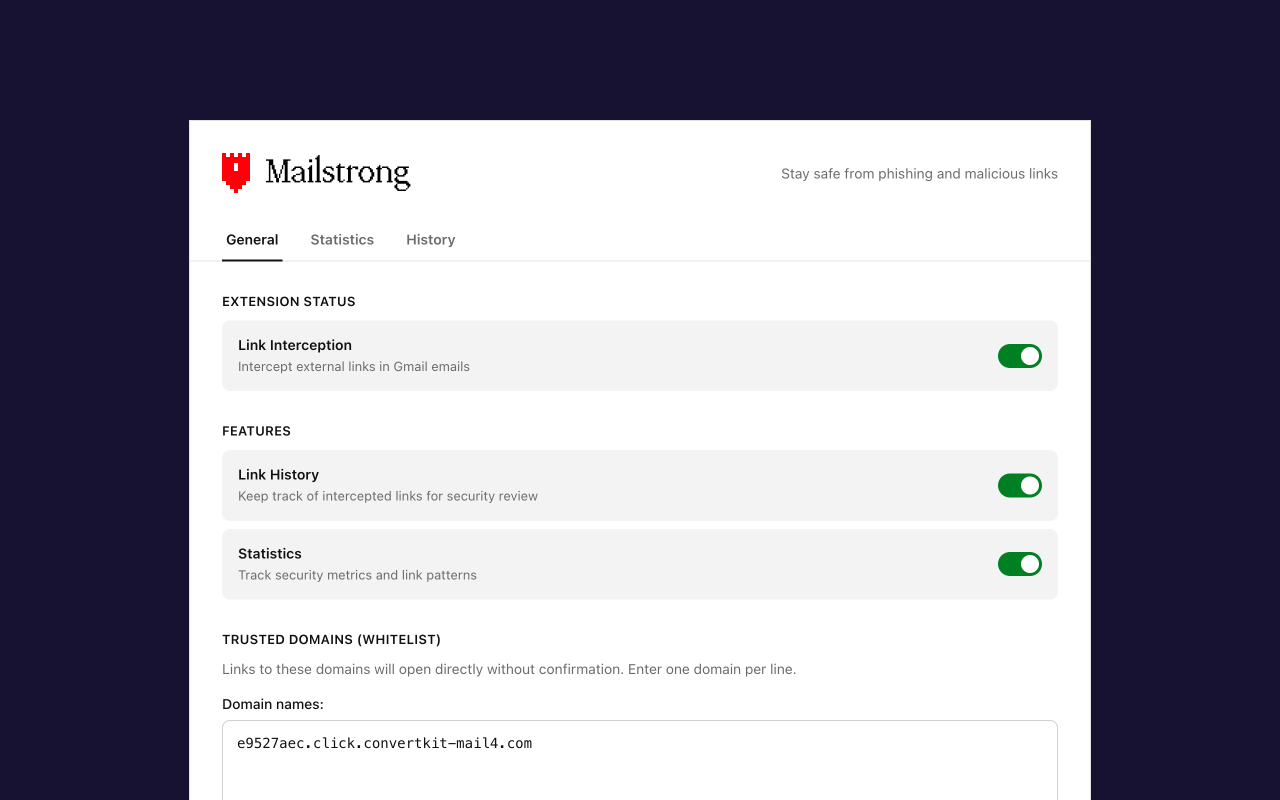 Mailstrong
Stay safe from phishing and malicious links
General
Statistics
History
EXTENSION STATUS
Link Interception
Intercept external links in Gmail emails
FEATURES
Link History
Keep track of intercepted links for security review
Statistics
Track security metrics and link patterns
TRUSTED DOMAINS (WHITELIST)
Links to these domains will open directly without confirmation. Enter one domain per line.
Domain names:
e9527aec.click.convertkit-mail4.com